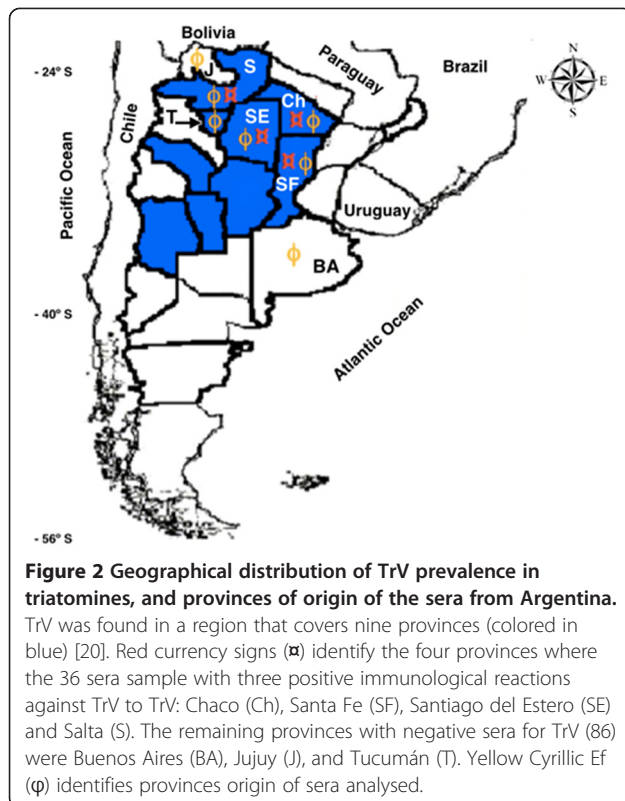 Bolivia
- 24° S
Paraguay
Brazil
N
W E
S
J
S
Ch
T
SE
SF
Chile
Pacific Ocean
Uruguay
BA
- 40° S
Atlantic Ocean
- 56° S
ϕ
ϕ ¤
ϕ
¤ ϕ
ϕ ¤
¤ ϕ
ϕ
Figure 2 Geographical distribution of TrV prevalence in
triatomines, and provinces of origin of the sera from Argentina.
TrV was found in a region that covers nine provinces (colored in
blue) [20]. Red currency signs (¤) identify the four provinces where
the 36 sera sample with three positive immunological reactions
against TrV to TrV: Chaco (Ch), Santa Fe (SF), Santiago del Estero (SE)
and Salta (S). The remaining provinces with negative sera for TrV (86)
were Buenos Aires (BA), Jujuy (J), and Tucumán (T). Yellow Cyrillic Ef
(φ) identifies provinces origin of sera analysed.